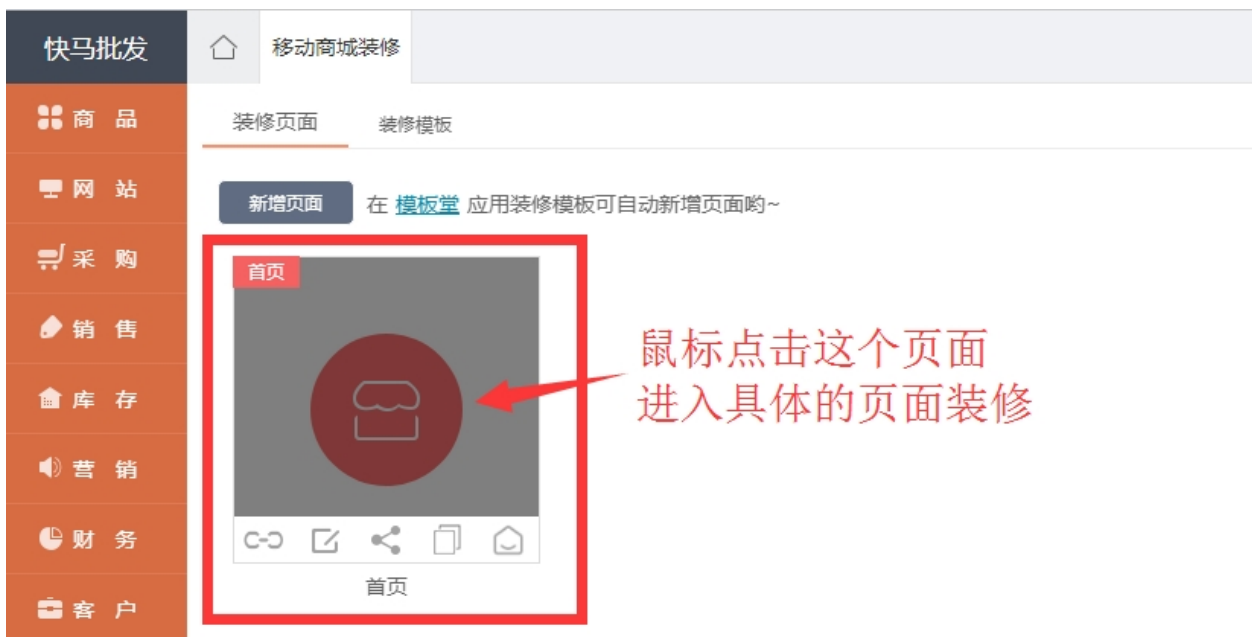 快马批发
移动商城装修
商 品
网 站
采 购
销 售
库 存
营 销
财 务
客 户
装修页面
装修模板
新增页面 在 模板堂 应用装修模板可自动新增页面哟~
首页
鼠标点击这个页面
进入具体的页面装修
首页